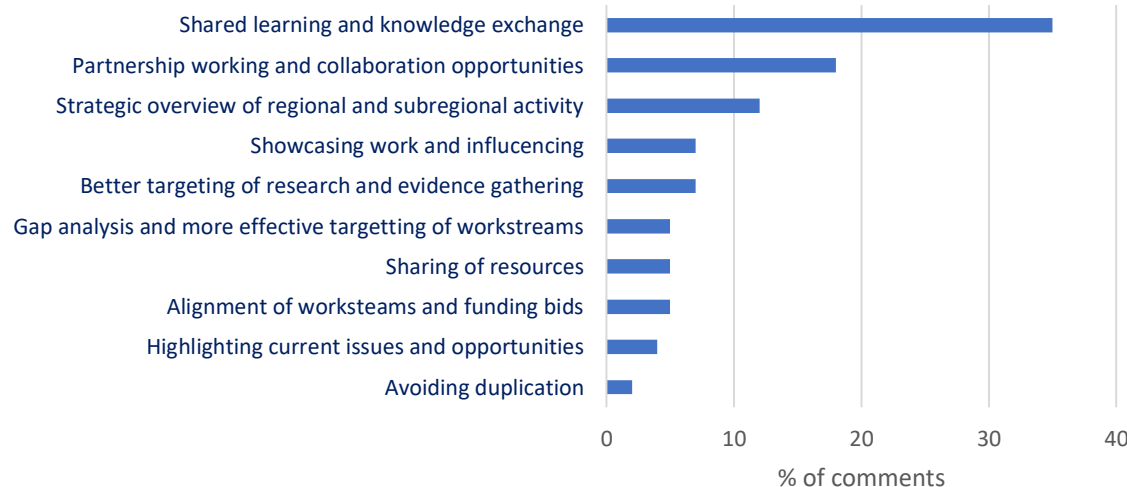 Shared learning and knowledge exchange
Partnership working and collaboration opportunities
Strategic overview of regional and subregional activity
Showcasing work and influcencing
Better targeting of research and evidence gathering
Gap analysis and more effective targetting of workstreams
Sharing of resources
Alignment of worksteams and funding bids
Highlighting current issues and opportunities
Avoiding duplication
0 10 20 30 40
% of comments